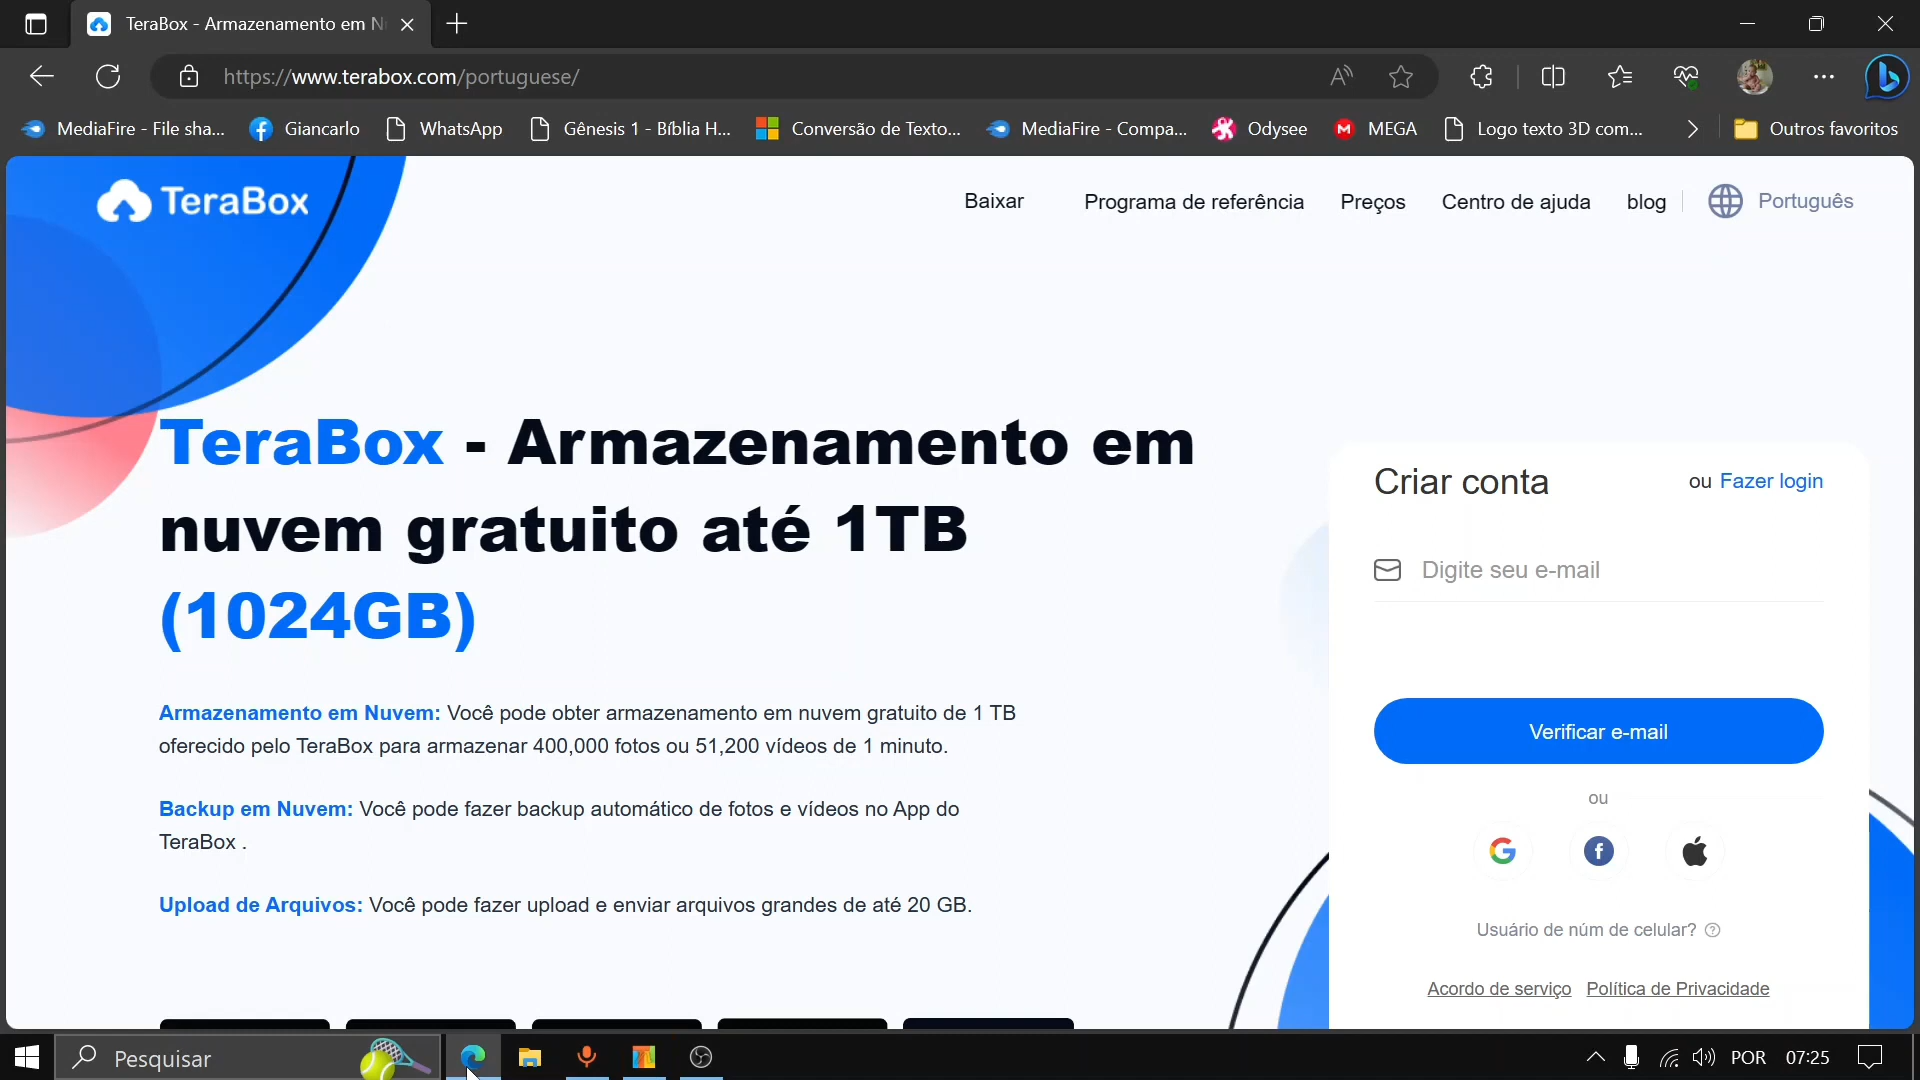 TeraBox - Armazenamento em N
https://www.terabox.com/portuguese/
MediaFire - File sha...
Giancarlo
WhatsApp
Gênesis 1 - Bíblia H...
Conversão de Texto...
MediaFire - Compa...
Odysee
MEGA
Logo texto 3D com...
Outros favoritos
TeraBox
Baixar
Programa de referência
Preços
Centro de ajuda
blog
Português
TeraBox - Armazenamento em
nuvem gratuito até 1TB
(1024GB)
Armazenamento em Nuvem: Você pode obter armazenamento em nuvem gratuito de 1 TB
oferecido pelo TeraBox para armazenar 400,000 fotos ou 51,200 vídeos de 1 minuto.
Backup em Nuvem: Você pode fazer backup automático de fotos e vídeos no App do
TeraBox .
Upload de Arquivos: Você pode fazer upload e enviar arquivos grandes de até 20 GB.
Criar conta
ou Fazer login
Digite seu e-mail
Verificar e-mail
ou
Usuário de núm de celular?
Acordo de serviço Política de Privacidade
Pesquisar
POR
07:25